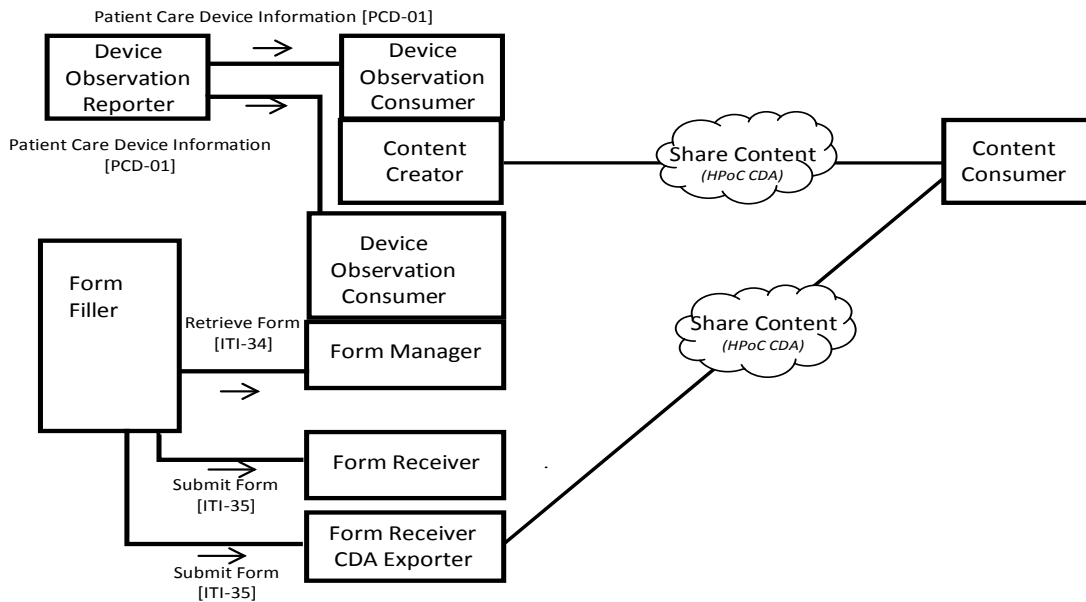 Patient Care Device Information [PCD-01]
Device
Observation
Reporter
Device
Observation
Consumer
Patient Care Device Information
[PCD-01]
Content
Creator
Share Content
(HPoC CDA)
Content
Consumer
Device
Observation
Consumer
Form
Filler
Retrieve Form
[ITI-34]
Form Manager
Share Content
(HPoC CDA)
Form Receiver
Submit Form
[ITI-35]
Form Receiver
CDA Exporter
Submit Form
[ITI-35]